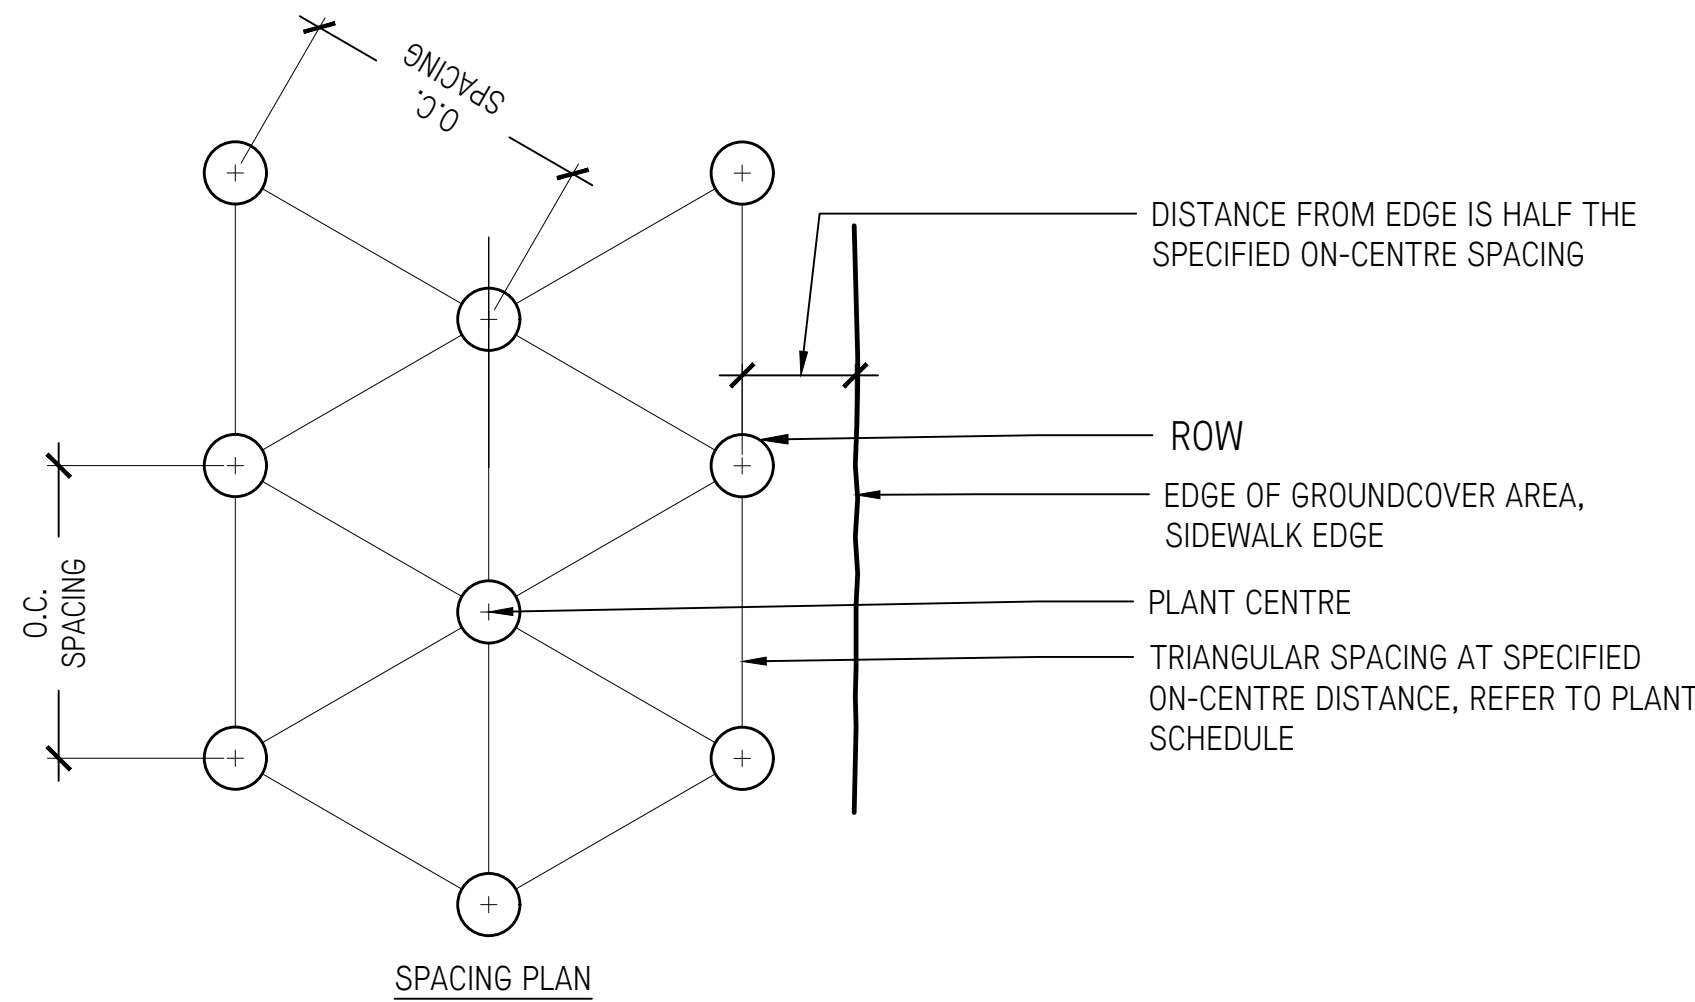 O.C.
SPACING
DISTANCE FROM EDGE IS HALF THE
SPECIFIED ON-CENTRE SPACING
ROW
EDGE OF GROUNDCOVER AREA,
SIDEWALK EDGE
O.C.
SPACING
PLANT CENTRE
TRIANGULAR SPACING AT SPECIFIED
ON-CENTRE DISTANCE, REFER TO PLANT
SCHEDULE
SPACING PLAN